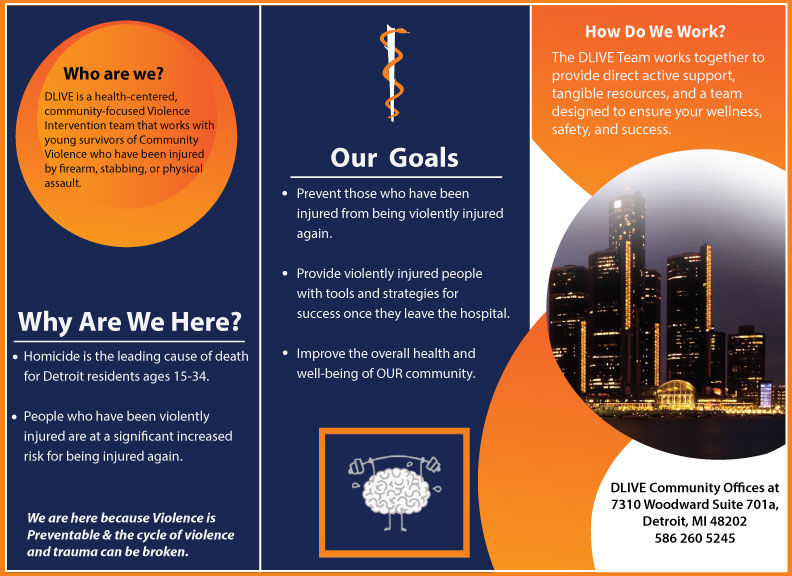 Who are we?
DLIVE is a health-centered,
community-focused Violence
Intervention team that works with
young survivors of Community
Violence who have been injured
by firearm, stabbing, or physical
assault.
Why Are We Here?
• Homicide is the leading cause of death
for Detroit residents ages 15-34.
• People who have been violently
injured are at a significant increased
risk for being injured again.
We are here because Violence is
Preventable & the cycle of violence
and trauma can be broken.
Our Goals
• Prevent those who have been
injured from being violently injured
again.
• Provide violently injured people
with tools and strategies for
success once they leave the hospital.
• Improve the overall health and
well-being of OUR community.
How Do We Work?
The DLIVE Team works together to
provide direct active support,
tangible resources, and a team
designed to ensure your wellness,
safety, and success.
DLIVE Community Offices at
7310 Woodward Suite 701a,
Detroit, MI 48202
586 260 5245